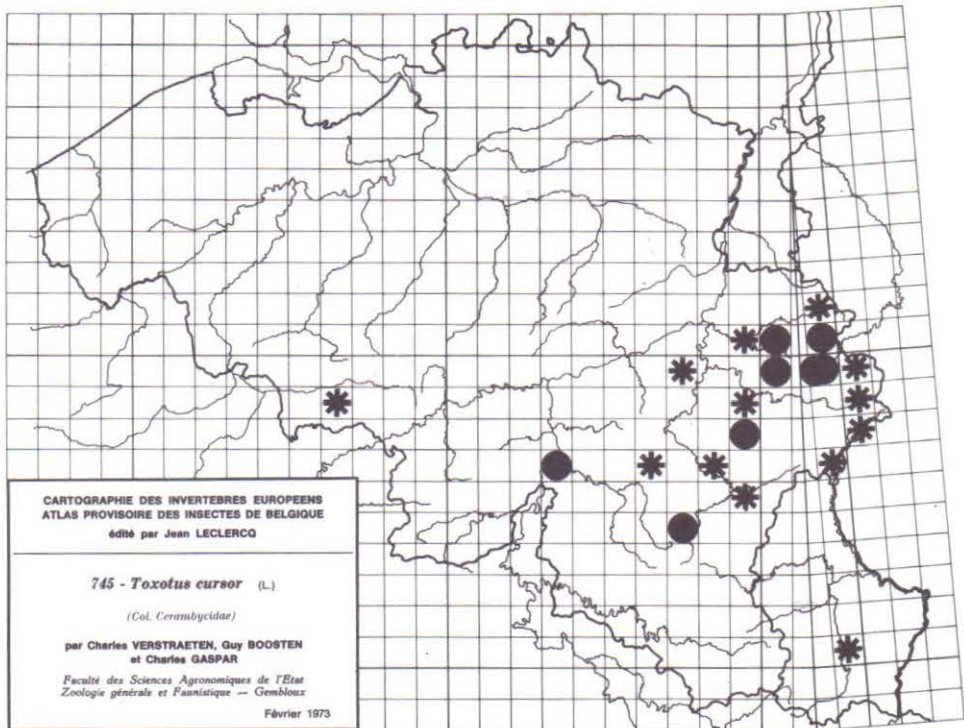 CARTOGRAPHIE DES INVERTEBRES EUROPEENS
ATLAS PROVISOIRE DES INSECTES DE BELGIQUE
édité par Jean LECLERCQ
745 - Toxotus cursor (L.)
(Col. Cerambycidae)
par Charles VERSTRAETEN, Guy BOOSTEN
et Charles GASPAR
Faculté des Sciences Agronomiques de l'Etat
Zoologie générale et Faunistique — Gembloux
Février 1973